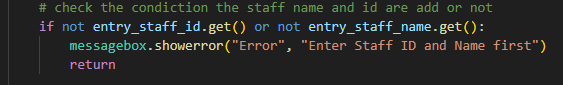 # check the condiction the staff name and id are add or not
if not entry_staff_id.get() or not entry_staff_name.get():
messagebox.showerror("Error", "Enter Staff ID and Name first")
return